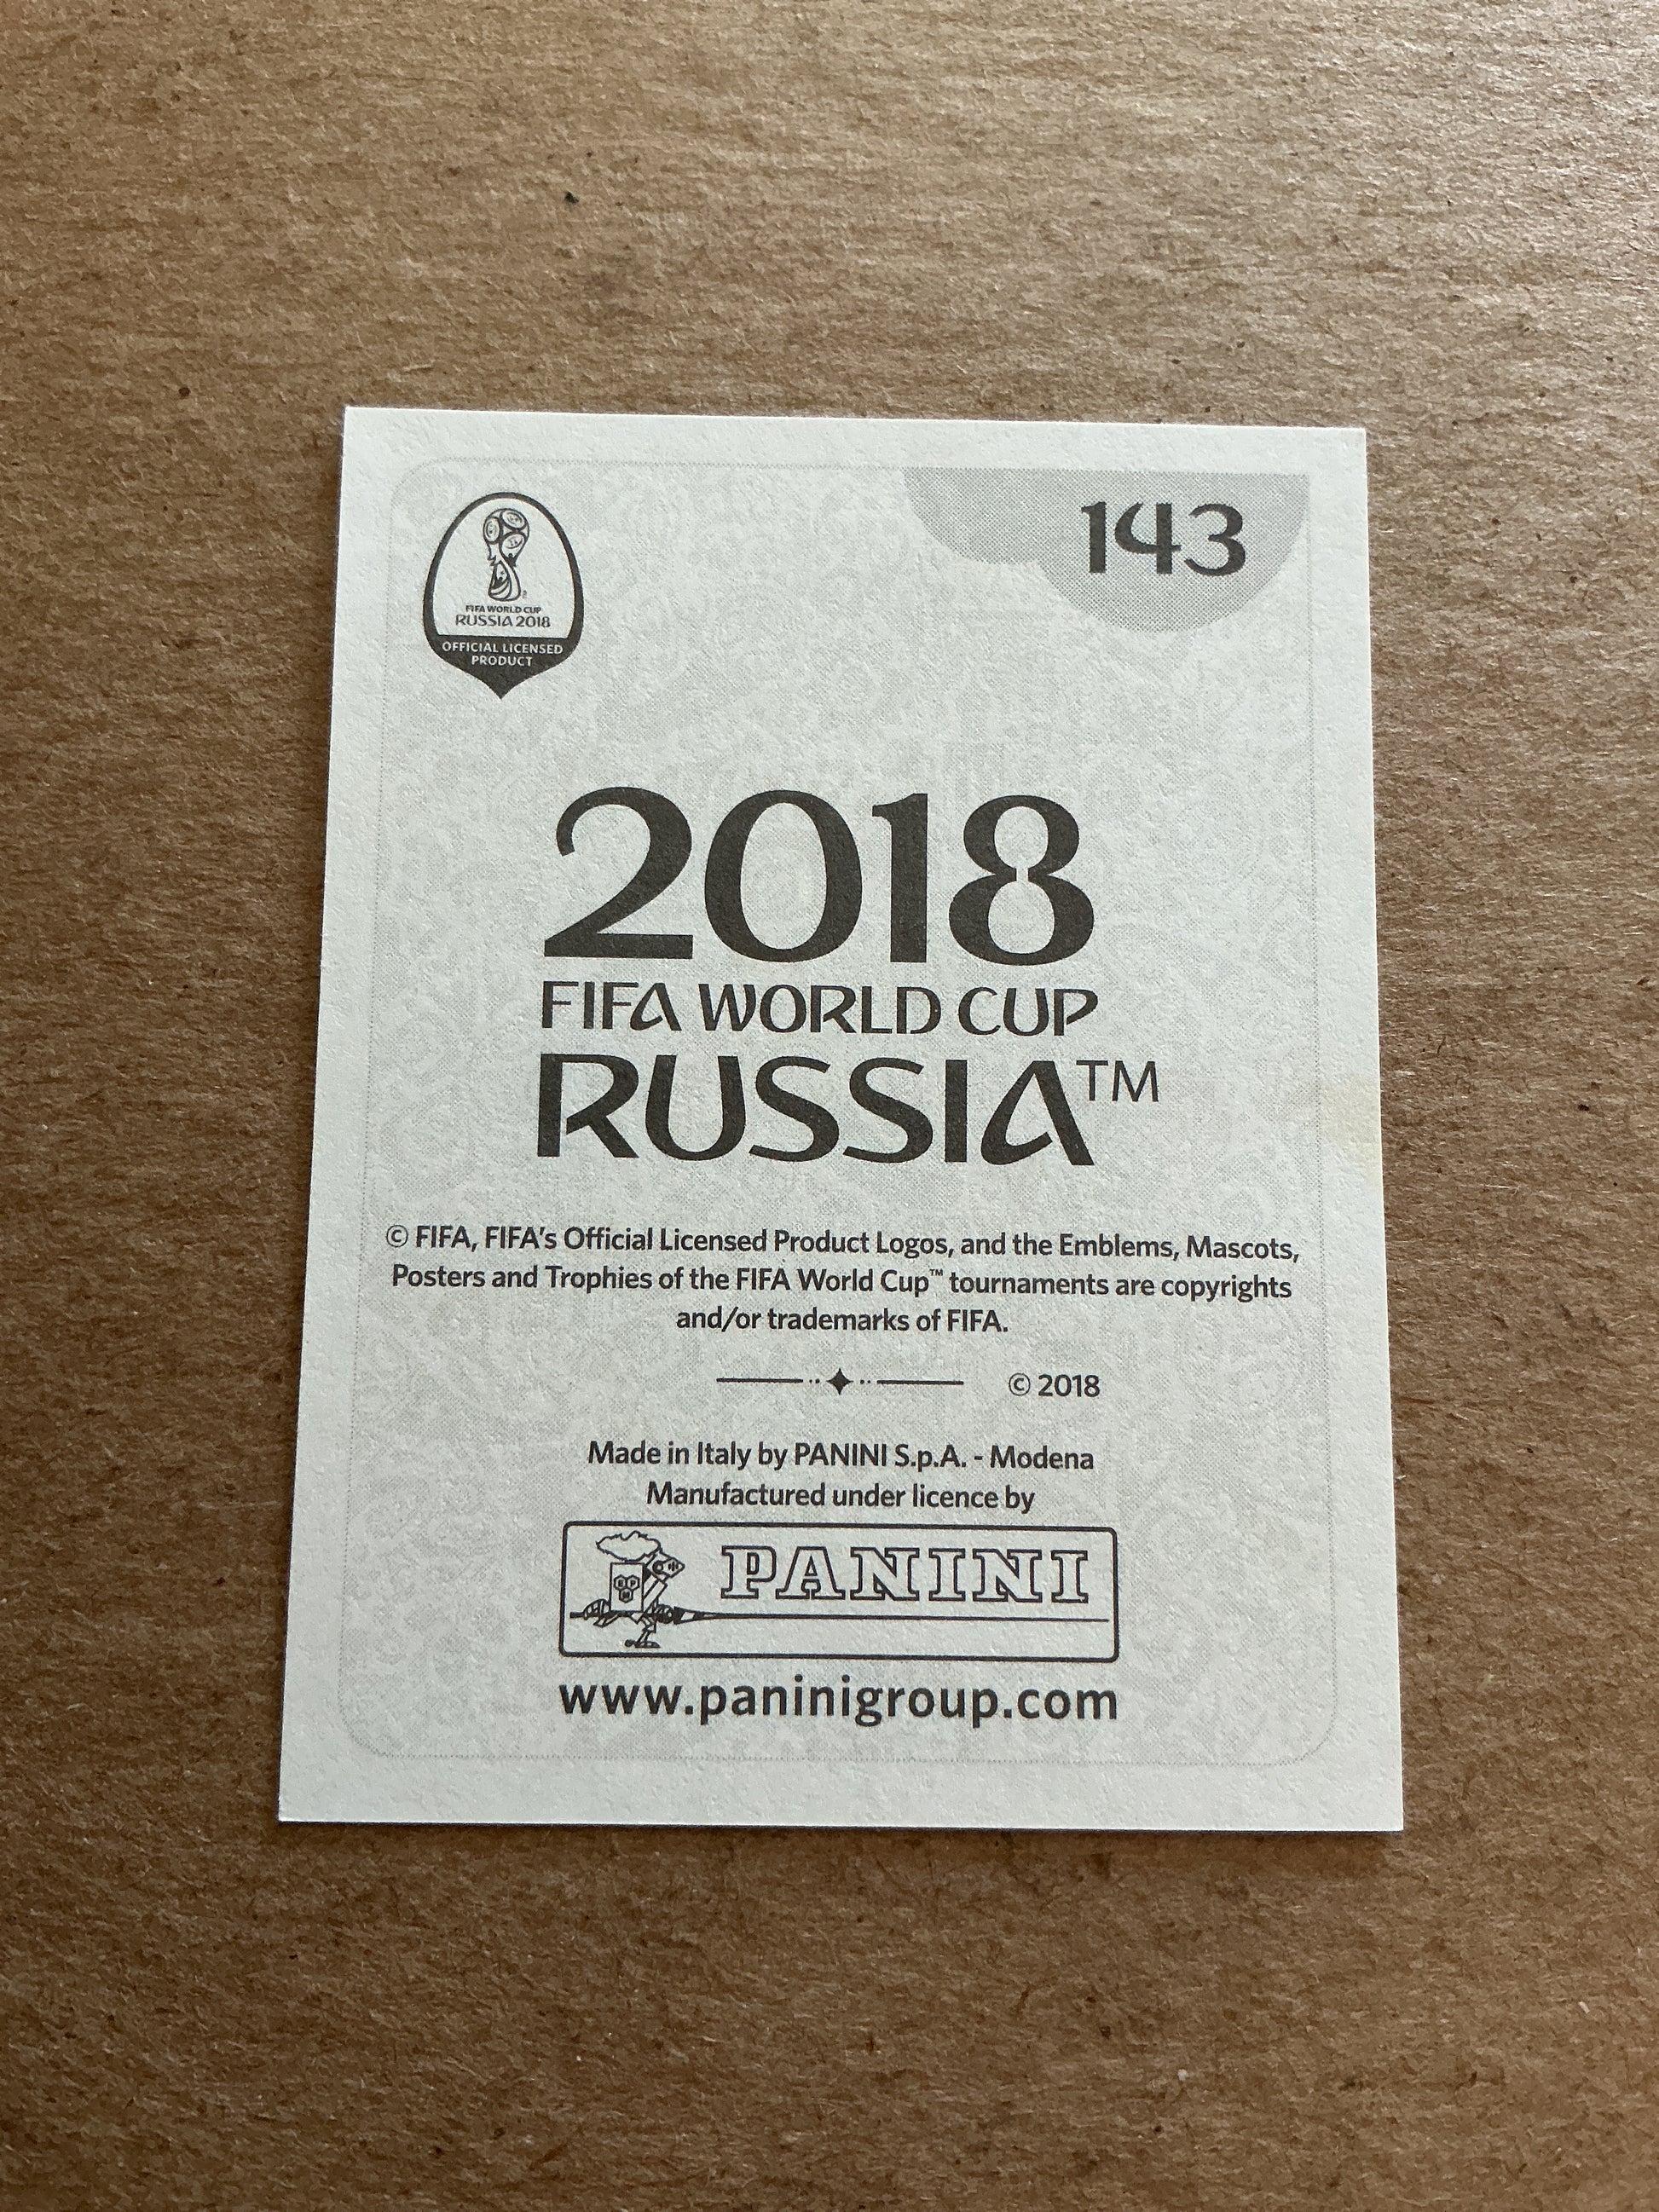 143
FIFA WORLD CUP
RUSSIA 2018
OFFICIAL LICENSED
PRODUCT
2018
FIFA WORLD CUP
RUSSIA™
© FIFA, FIFA's Official Licensed Product Logos, and the Emblems, Mascots,
Posters and Trophies of the FIFA World Cup™ tournaments are copyrights
and/or trademarks of FIFA.
© 2018
Made in Italy by PANINI S.p.A. - Modena
Manufactured under licence by
PANINI
www.paninigroup.com